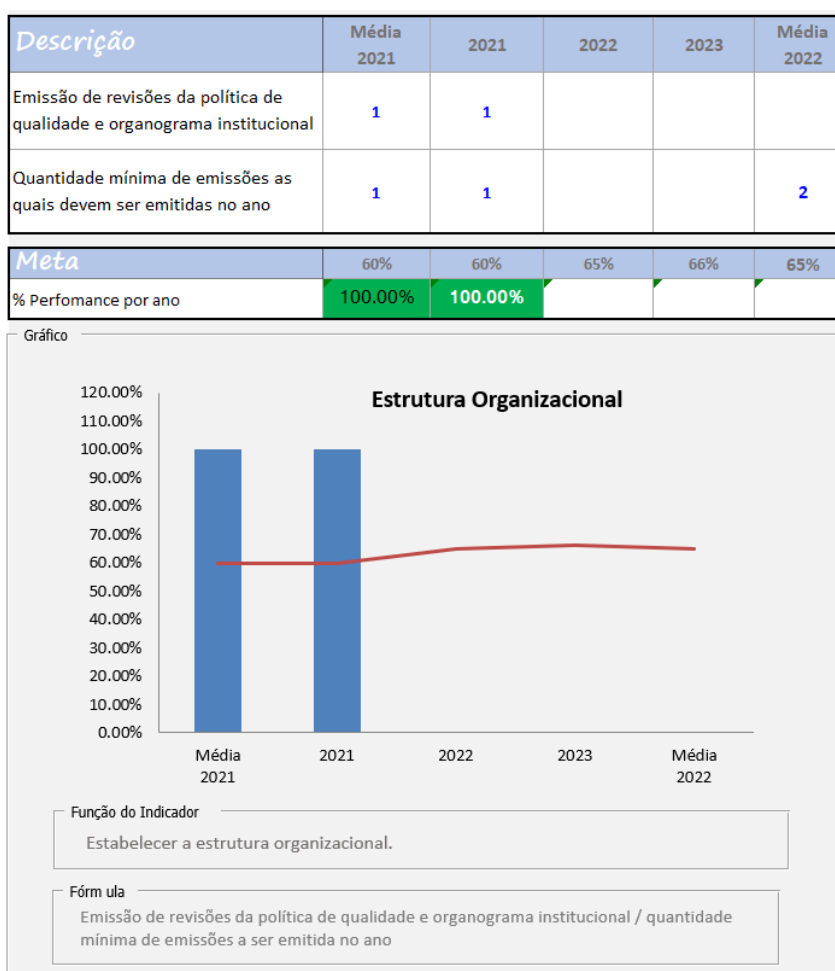 Descrição Média 2021 2021 2022 2023 Média 2022
Emissão de revisões da política de
qualidade e organograma institucional 1 1
Quantidade mínima de emissões as
quais devem ser emitidas no ano 1 1 2
Meta 60% 60% 65% 66% 65%
% Perfomance por ano 100.00% 100.00%
Gráfico
Estrutura Organizacional
120.00%
110.00%
100.00%
90.00%
80.00%
70.00%
60.00%
50.00%
40.00%
30.00%
20.00%
10.00%
0.00%
Média 2021 2022 2023 Média
2021 2022
Função do Indicador
Estabelecer a estrutura organizacional.
Fórm ula
Emissão de revisões da política de qualidade e organograma institucional / quantidade
mínima de emissões a ser emitida no ano